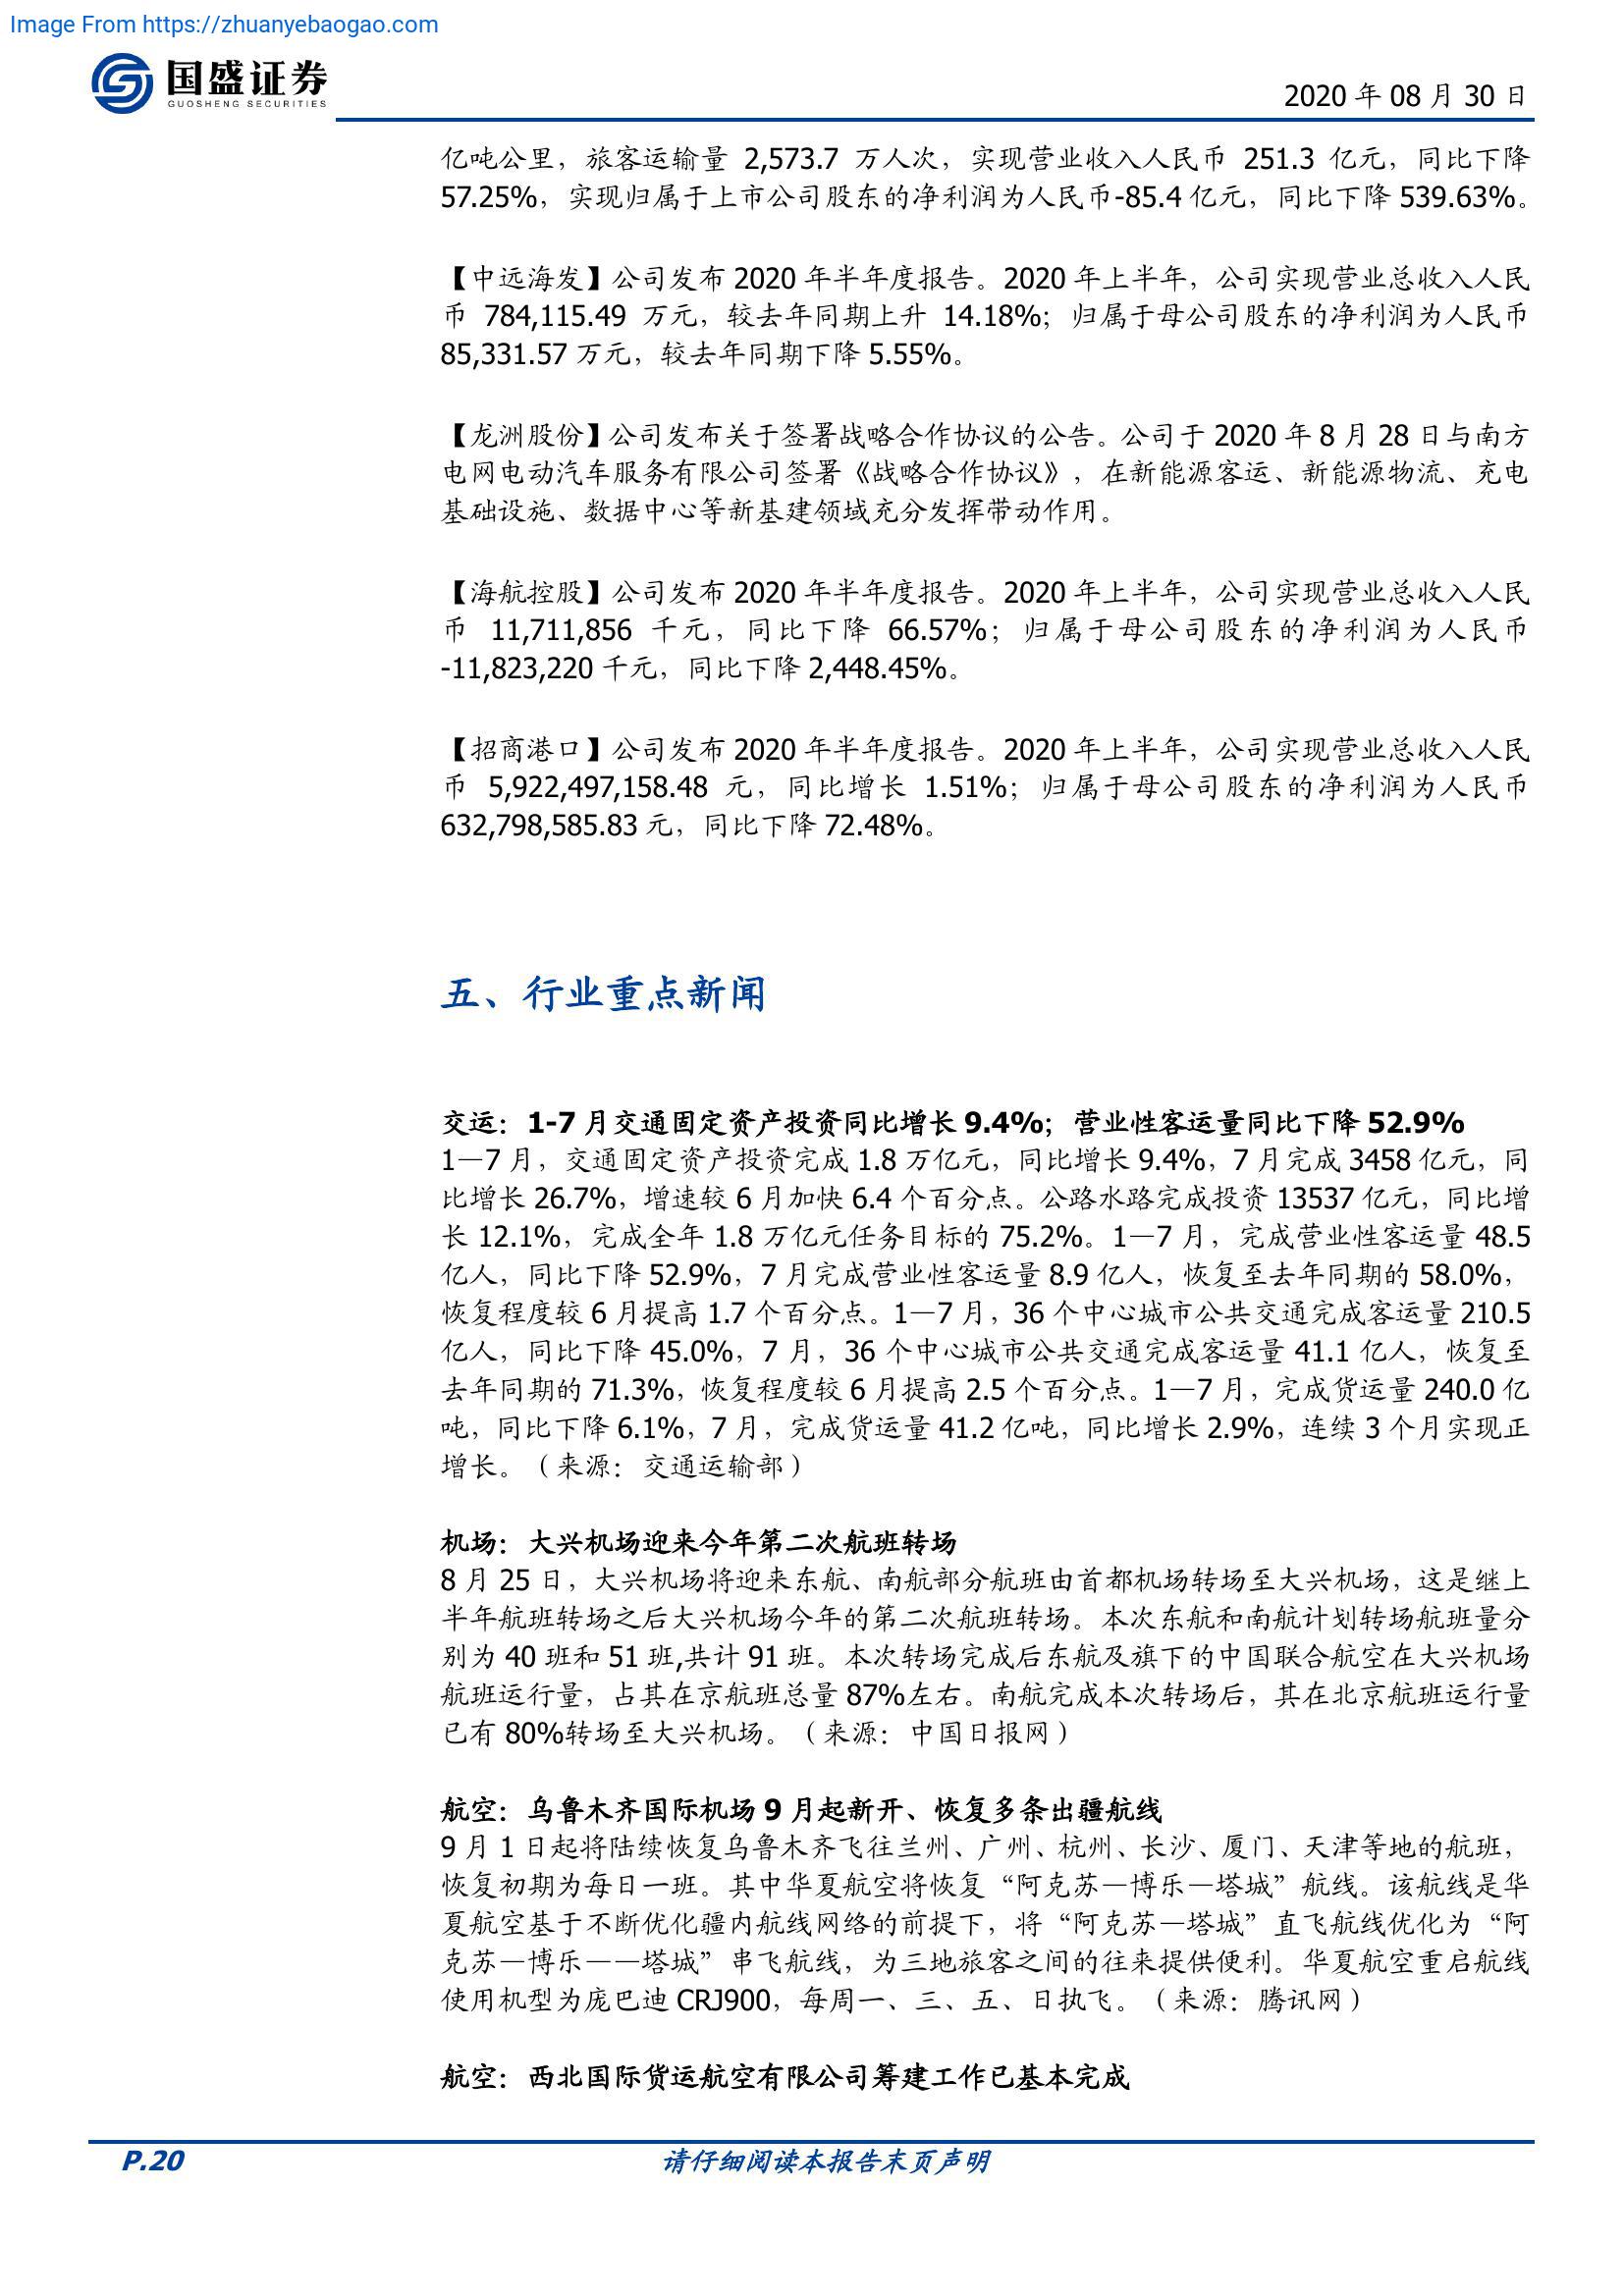 Image From https://zhuanyebaogao.com
国盛证券
GUOSHENG SECURITIES
2020 年 08 月 30 日
亿吨公里，旅客运输量 2,573.7 万人次，实现营业收入人民币 251.3 亿元，同比下降
57.25%，实现归属于上市公司股东的净利润为人民币-85.4 亿元，同比下降 539.63%。
【中远海发】公司发布 2020 年半年度报告。2020 年上半年，公司实现营业总收入人民
币 784,115.49 万元，较去年同期上升 14.18%；归属于母公司股东的净利润为人民币
85,331.57 万元，较去年同期下降 5.55%。
【龙洲股份】公司发布关于签署战略合作协议的公告。公司于 2020 年 8 月 28 日与南方
电网电动汽车服务有限公司签署《战略合作协议》，在新能源客运、新能源物流、充电
基础设施、数据中心等新基建领域充分发挥带动作用。
【海航控股】公司发布 2020 年半年度报告。2020 年上半年，公司实现营业总收入人民
币 11,711,856 千元，同比下降 66.57%；归属于母公司股东的净利润为人民币
-11,823,220 千元，同比下降 2,448.45%。
【招商港口】公司发布 2020 年半年度报告。2020 年上半年，公司实现营业总收入人民
币 5,922,497,158.48 元，同比增长 1.51%；归属于母公司股东的净利润为人民币
632,798,585.83 元，同比下降 72.48%。
五、行业重点新闻
交运：1-7 月交通固定资产投资同比增长 9.4%；营业性客运量同比下降 52.9%
1—7 月，交通固定资产投资完成 1.8 万亿元，同比增长 9.4%，7 月完成 3458 亿元，同
比增长 26.7%，增速较 6 月加快 6.4 个百分点。公路水路完成投资 13537 亿元，同比增
长 12.1%，完成全年 1.8 万亿元任务目标的 75.2%。1—7 月，完成营业性客运量 48.5
亿人，同比下降 52.9%，7 月完成营业性客运量 8.9 亿人，恢复至去年同期的 58.0%，
恢复程度较 6 月提高 1.7 个百分点。1—7 月，36 个中心城市公共交通完成客运量 210.5
亿人，同比下降 45.0%，7 月，36 个中心城市公共交通完成客运量 41.1 亿人，恢复至
去年同期的 71.3%，恢复程度较 6 月提高 2.5 个百分点。1—7 月，完成货运量 240.0 亿
吨，同比下降 6.1%，7 月，完成货运量 41.2 亿吨，同比增长 2.9%，连续 3 个月实现正
增长。（来源：交通运输部）
机场：大兴机场迎来今年第二次航班转场
8 月 25 日，大兴机场将迎来东航、南航部分航班由首都机场转场至大兴机场，这是继上
半年航班转场之后大兴机场今年的第二次航班转场。本次东航和南航计划转场航班量分
别为 40 班和 51 班,共计 91 班。本次转场完成后东航及旗下的中国联合航空在大兴机场
航班运行量，占其在京航班总量 87%左右。南航完成本次转场后，其在北京航班运行量
已有 80%转场至大兴机场。（来源：中国日报网）
航空：乌鲁木齐国际机场 9 月起新开、恢复多条出疆航线
9 月 1 日起将陆续恢复乌鲁木齐飞往兰州、广州、杭州、长沙、厦门、天津等地的航班，
恢复初期为每日一班。其中华夏航空将恢复“阿克苏—博乐—塔城”航线。该航线是华
夏航空基于不断优化疆内航线网络的前提下，将“阿克苏—塔城”直飞航线优化为“阿
克苏—博乐——塔城”串飞航线，为三地旅客之间的往来提供便利。华夏航空重启航线
使用机型为庞巴迪 CRJ900，每周一、三、五、日执飞。（来源：腾讯网）
航空：西北国际货运航空有限公司筹建工作已基本完成
P.20
请仔细阅读本报告末页声明